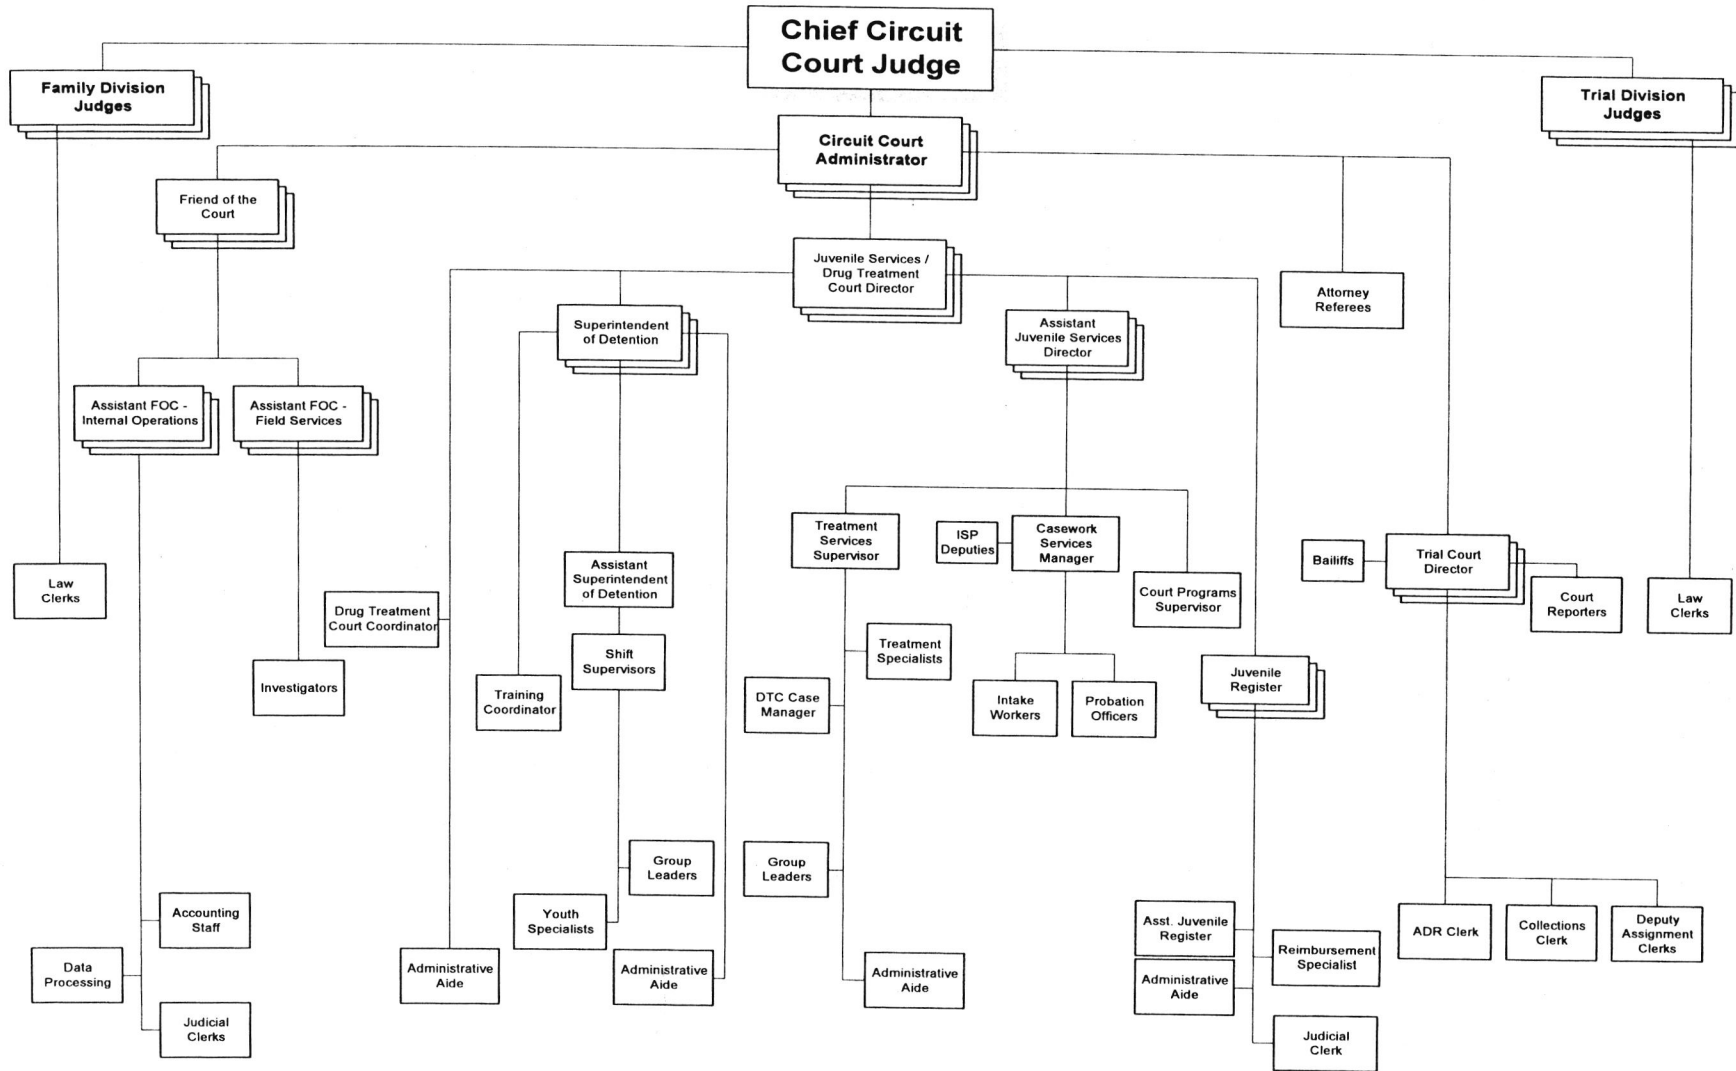 Chief Circuit
Court Judge
Family Division
Judges
Trial Division
Judges
Circuit Court
Administrator
Friend of the
Court
Juvenile Services /
Drug Treatment
Court Director
Attorney
Referees
Superintendent
of Detention
Assistant
Juvenile Services
Director
Assistant FOC -
Internal Operations
Assistant FOC -
Field Services
Treatment
Services
Supervisor
ISP
Deputies
Casework
Services
Manager
Bailiffs
Trial Court
Director
Law
Clerks
Assistant
Superintendent
of Detention
Court Programs
Supervisor
Court
Reporters
Law
Clerks
Drug Treatment
Court Coordinator
Shift
Supervisors
Treatment
Specialists
Investigators
Training
Coordinator
DTC Case
Manager
Intake
Workers
Probation
Officers
Juvenile
Register
Group
Leaders
Group
Leaders
Accounting
Staff
Youth
Specialists
Asst. Juvenile
Register
ADR Clerk
Collections
Clerk
Deputy
Assignment
Clerks
Data
Processing
Administrative
Aide
Administrative
Aide
Administrative
Aide
Administrative
Aide
Reimbursement
Specialist
Judicial
Clerks
Judicial
Clerk